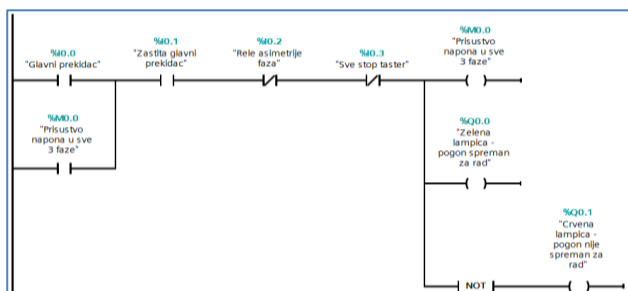 %I0.0
"Glavni prekidac"
%I0.1
"Zastita glavni
prekidac"
%I0.2
"Rele asimetrije
faza"
%I0.3
"Sve stop taster"
%M0.0
"Prisustvo
napona u sve
3 faze"
%M0.0
"Prisustvo
napona u sve
3 faze"
%Q0.0
"Zelena
lampica -
pogon spreman
za rad"
%Q0.1
"Crvena
lampica -
pogon nije
spreman za
rad"
NOT